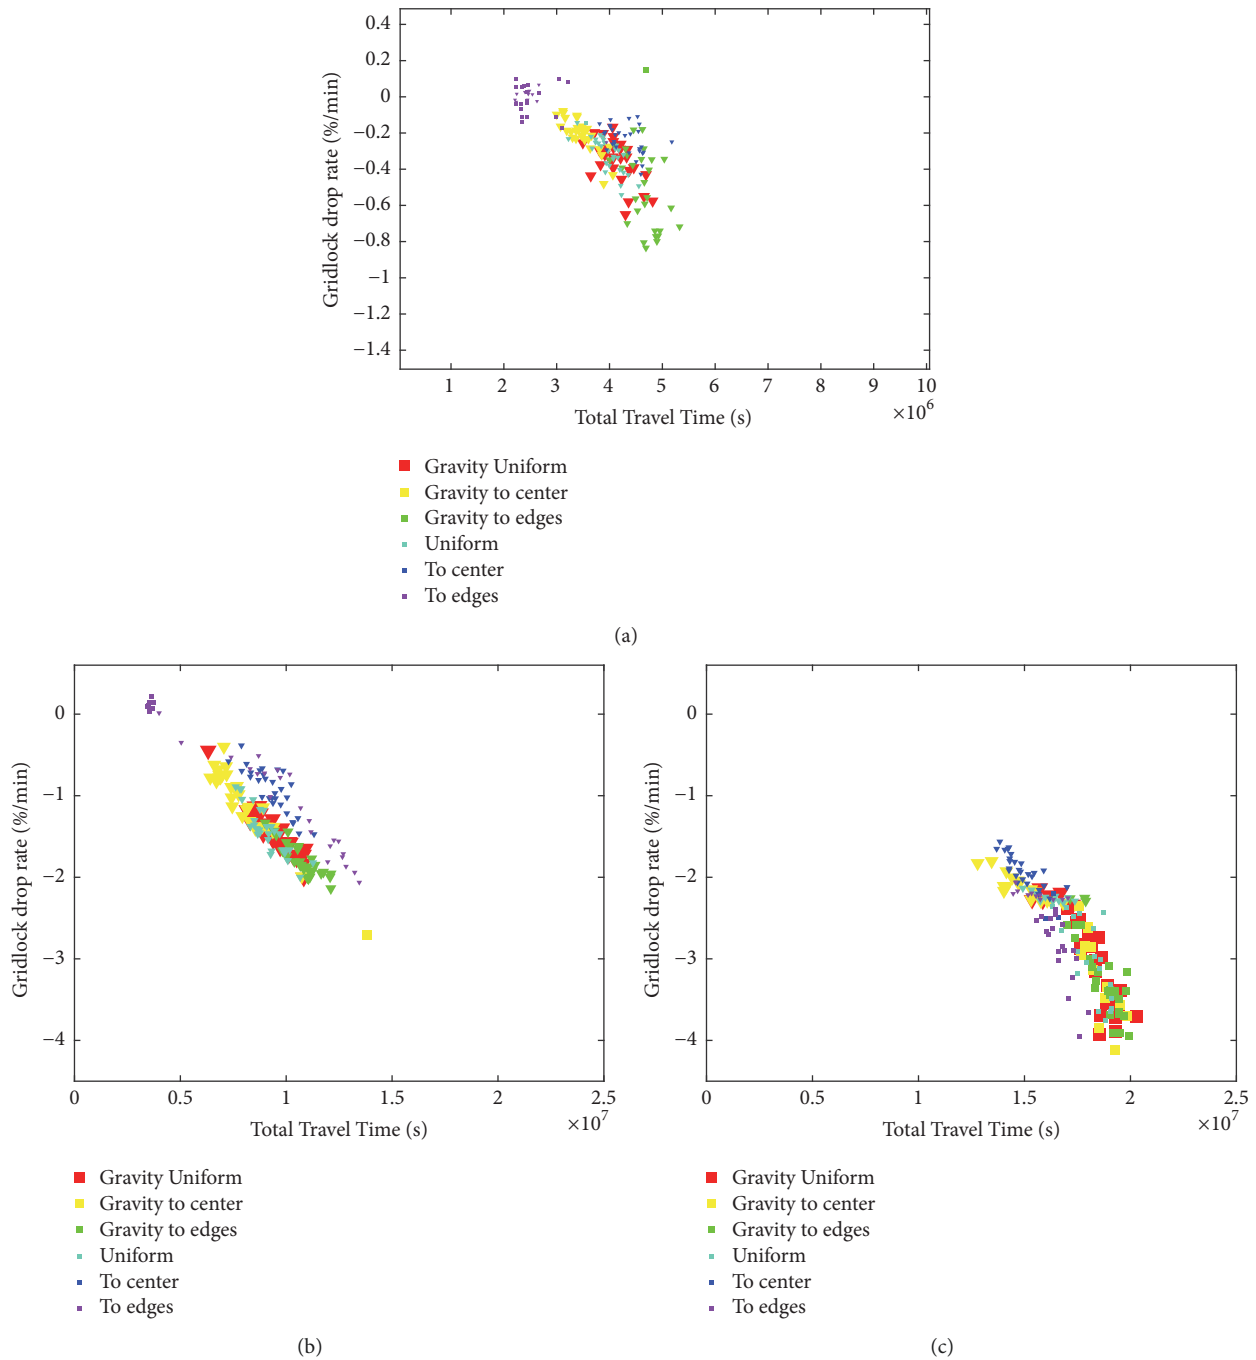 0.4
0.2
0
−0.2
−0.4
−0.6
−0.8
−1
−1.2
−1.4
Gridlock drop rate (%/min)
1 2 3 4 5 6 7 8 9 10
Total Travel Time (s)
×10⁶
Gravity Uniform
Gravity to center
Gravity to edges
Uniform
To center
To edges
(a)
0
−1
−2
−3
−4
Gridlock drop rate (%/min)
0 0.5 1 1.5 2 2.5
Total Travel Time (s)
×10⁷
Gravity Uniform
Gravity to center
Gravity to edges
Uniform
To center
To edges
(b)
0
−1
−2
−3
−4
Gridlock drop rate (%/min)
0 0.5 1 1.5 2 2.5
Total Travel Time (s)
×10⁷
Gravity Uniform
Gravity to center
Gravity to edges
Uniform
To center
To edges
(c)